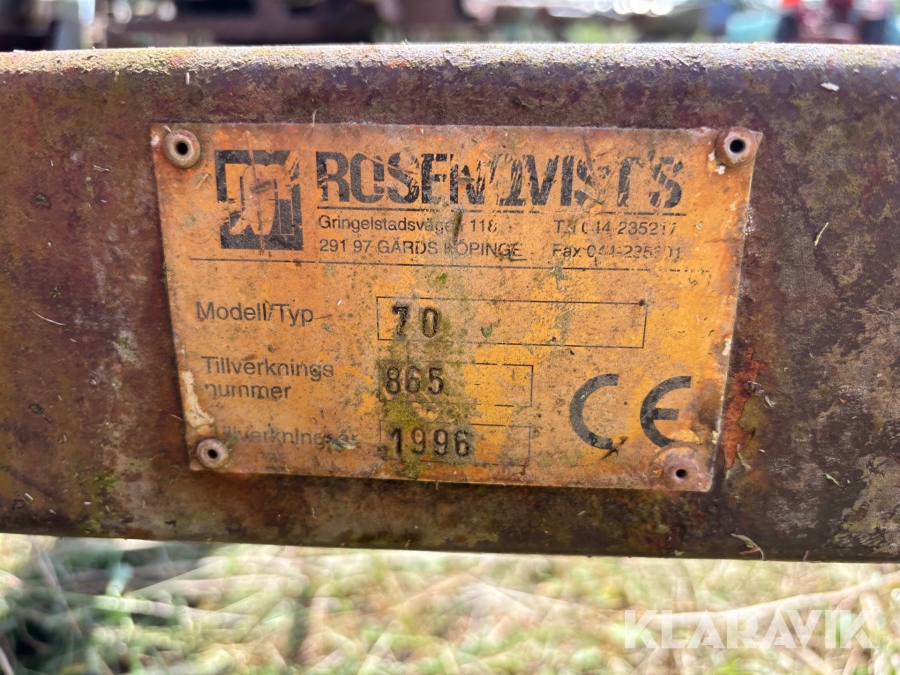 ROSENQVIST'S
Gringelstadsvägen 118 Tel 044-235217
291 97 GÄRDS KÖPINGE Fax 044-235
Modell/Typ 70
Tillverknings
nummer 865
Tillverkningsår 1996
CE
KLARAVIK